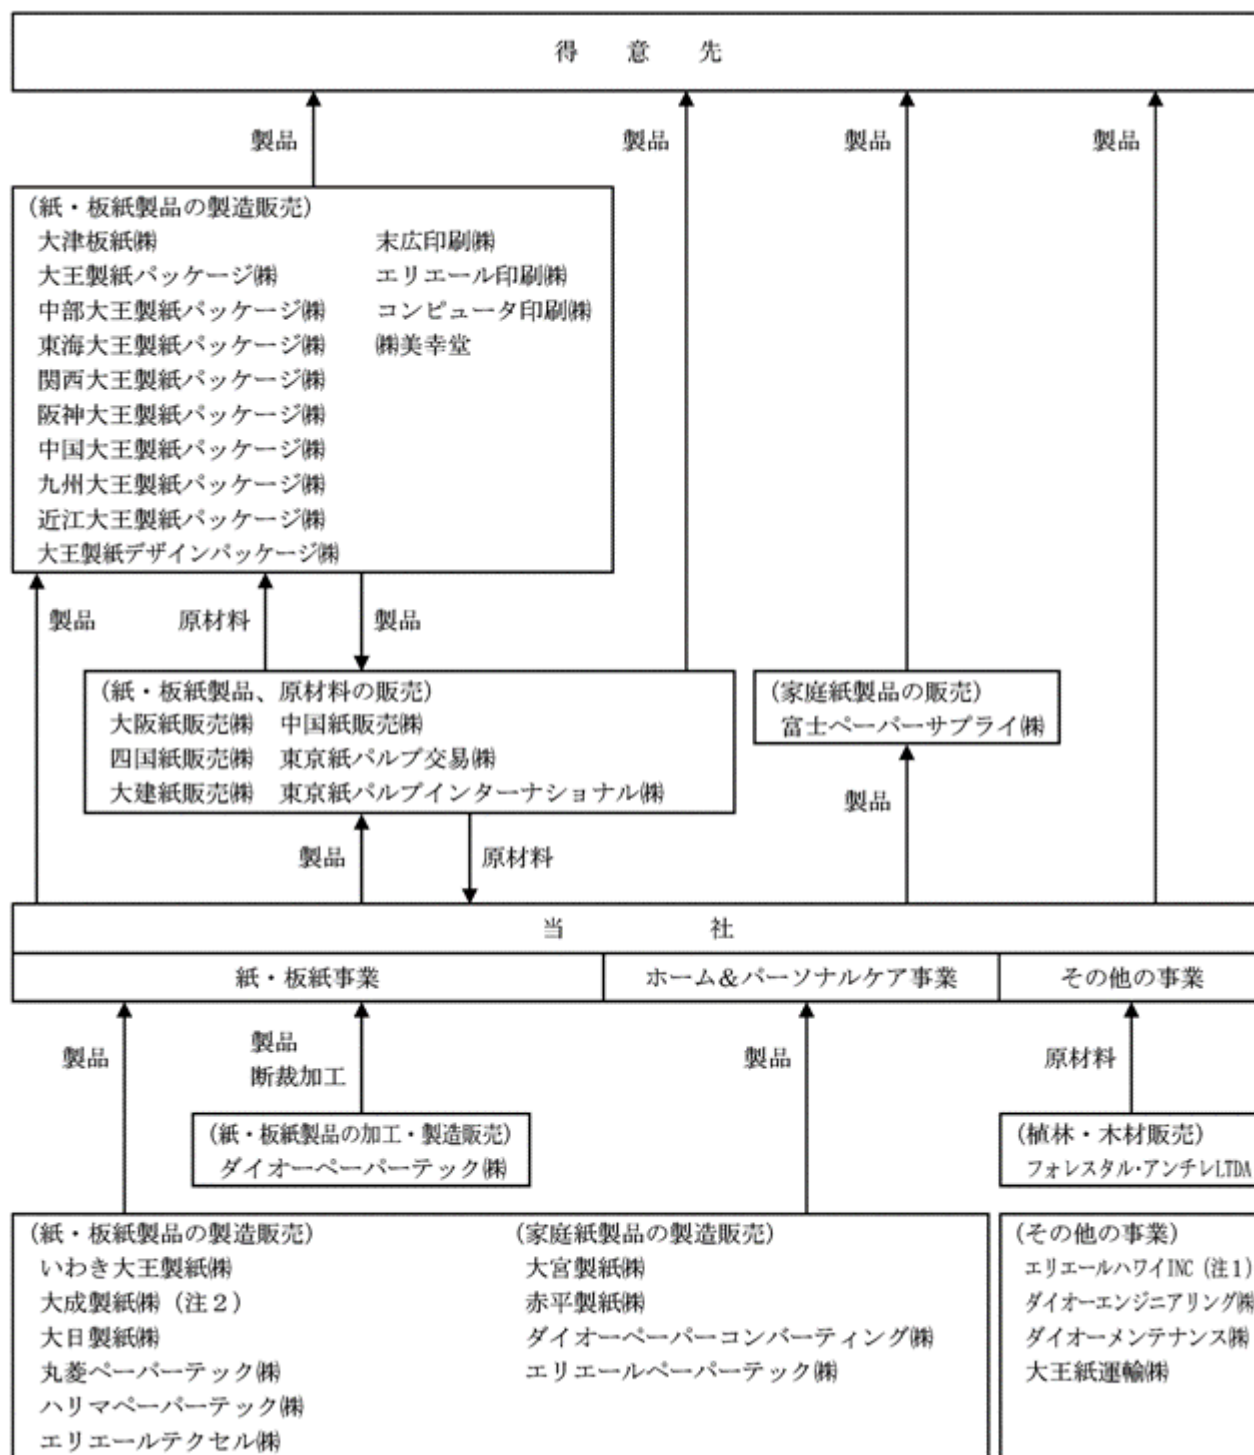 得 意 先
製品 製品 製品 製品
(紙・板紙製品の製造販売)
大津板紙㈱ 末広印刷㈱
大王製紙パッケージ㈱ エリエール印刷㈱
中部大王製紙パッケージ㈱ コンピュータ印刷㈱
東海大王製紙パッケージ㈱ ㈱美幸堂
関西大王製紙パッケージ㈱
阪神大王製紙パッケージ㈱
中国大王製紙パッケージ㈱
九州大王製紙パッケージ㈱
近江大王製紙パッケージ㈱
大王製紙デザインパッケージ㈱
製品 原材料 製品
(紙・板紙製品、原材料の販売)
大阪紙販売㈱ 中国紙販売㈱
四国紙販売㈱ 東京紙パルプ交易㈱
大建紙販売㈱ 東京紙パルプインターナショナル㈱
(家庭紙製品の販売)
富士ペーパーサプライ㈱
製品
製品 原材料
当 社
紙・板紙事業 ホーム&パーソナルケア事業 その他の事業
製品
製品
断裁加工
製品
原材料
(紙・板紙製品の加工・製造販売)
ダイオーペーパーテック㈱
(植林・木材販売)
フォレスタル・アンチレLTDA
(紙・板紙製品の製造販売)
いわき大王製紙㈱
大成製紙㈱（注２）
大日製紙㈱
丸菱ペーパーテック㈱
ハリマペーパーテック㈱
エリエールテクセル㈱
(家庭紙製品の製造販売)
大宮製紙㈱
赤平製紙㈱
ダイオーペーパーコンバーティング㈱
エリエールペーパーテック㈱
(その他の事業)
エリエールハワイINC（注１）
ダイオーエンジニアリング㈱
ダイオーメンテナンス㈱
大王紙運輸㈱